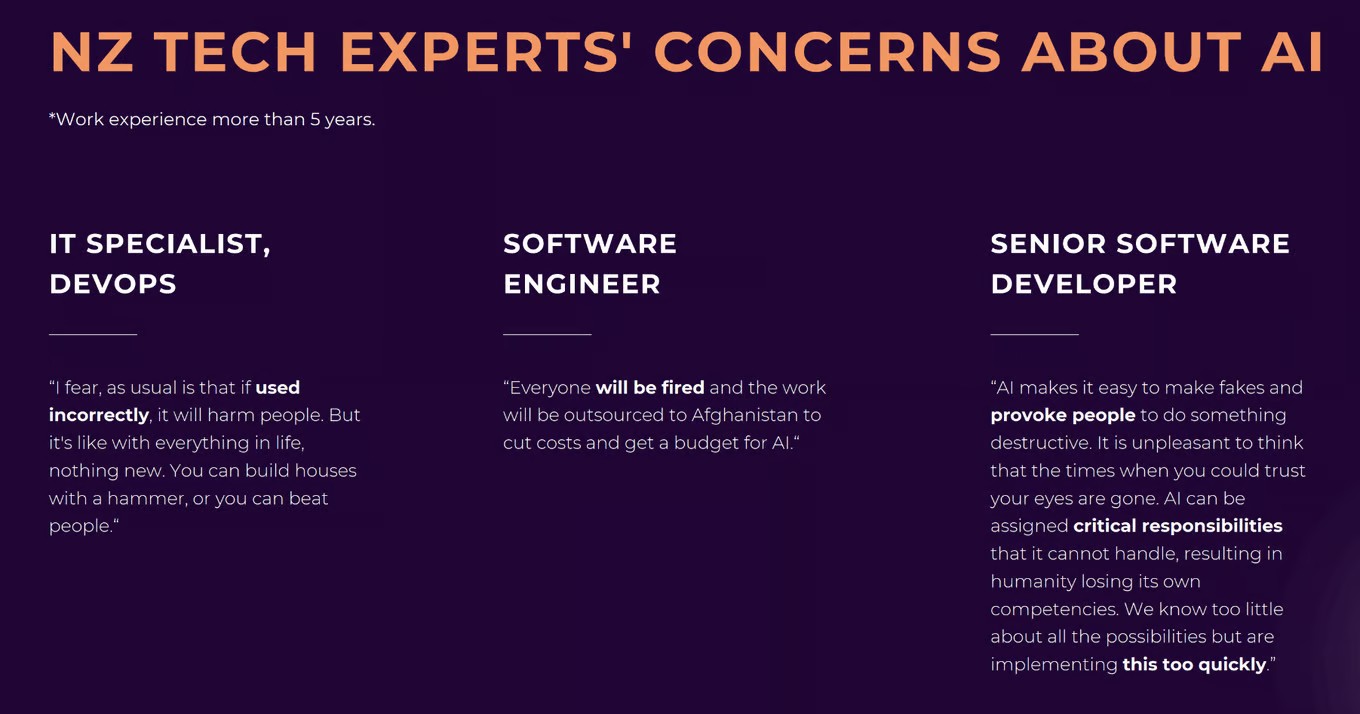 NZ TECH EXPERTS' CONCERNS ABOUT AI
*Work experience more than 5 years.
IT SPECIALIST,
DEVOPS
“I fear, as usual is that if used
incorrectly, it will harm people. But
it's like with everything in life,
nothing new. You can build houses
with a hammer, or you can beat
people.“
SOFTWARE
ENGINEER
“Everyone will be fired and the work
will be outsourced to Afghanistan to
cut costs and get a budget for AI.“
SENIOR SOFTWARE
DEVELOPER
“AI makes it easy to make fakes and
provoke people to do something
destructive. It is unpleasant to think
that the times when you could trust
your eyes are gone. AI can be
assigned critical responsibilities
that it cannot handle, resulting in
humanity losing its own
competencies. We know too little
about all the possibilities but are
implementing this too quickly.”